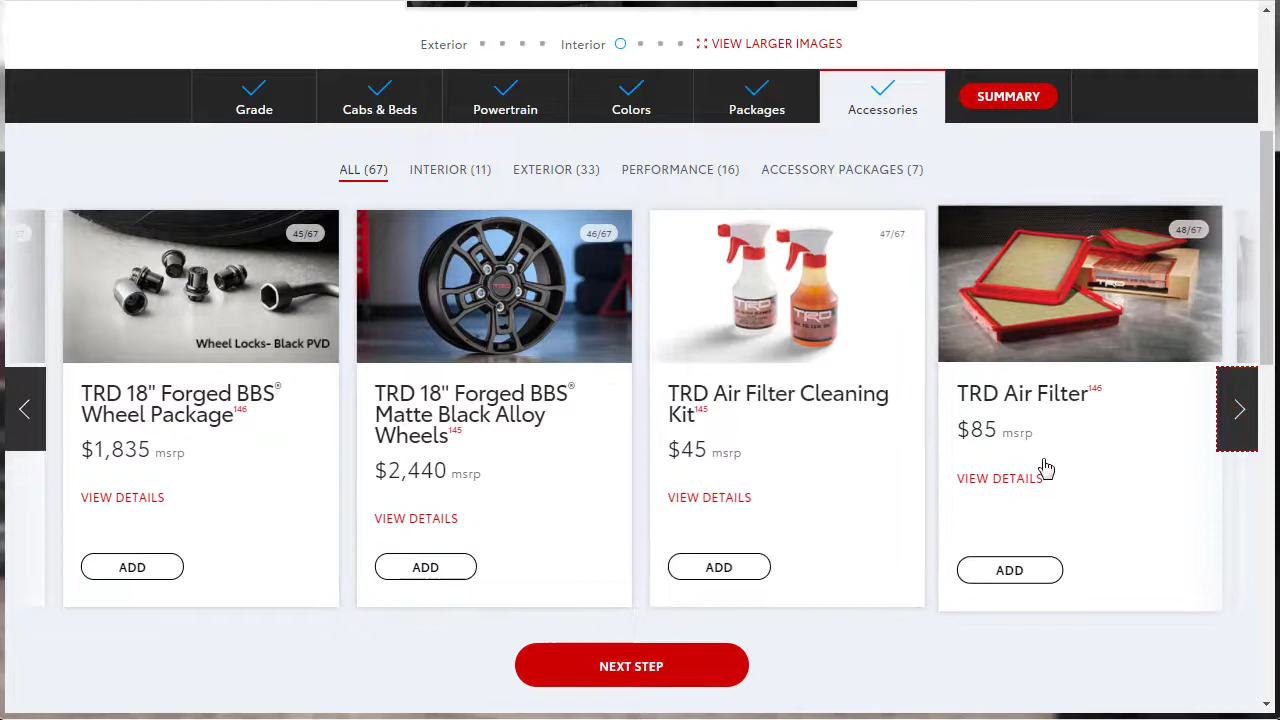 Exterior Interior VIEW LARGER IMAGES
Grade Cabs & Beds Powertrain Colors Packages Accessories SUMMARY
ALL (67) INTERIOR (11) EXTERIOR (33) PERFORMANCE (16) ACCESSORY PACKAGES (7)
45/67
Wheel Locks- Black PVD
TRD 18" Forged BBS®
Wheel Package146
$1,835 msrp
VIEW DETAILS
ADD
46/67
TRD
TRD 18" Forged BBS®
Matte Black Alloy
Wheels145
$2,440 msrp
VIEW DETAILS
ADD
47/67
TRD TRD
TRD Air Filter Cleaning
Kit145
$45 msrp
VIEW DETAILS
ADD
48/67
TRD
TRD Air Filter146
$85 msrp
VIEW DETAILS
ADD
NEXT STEP